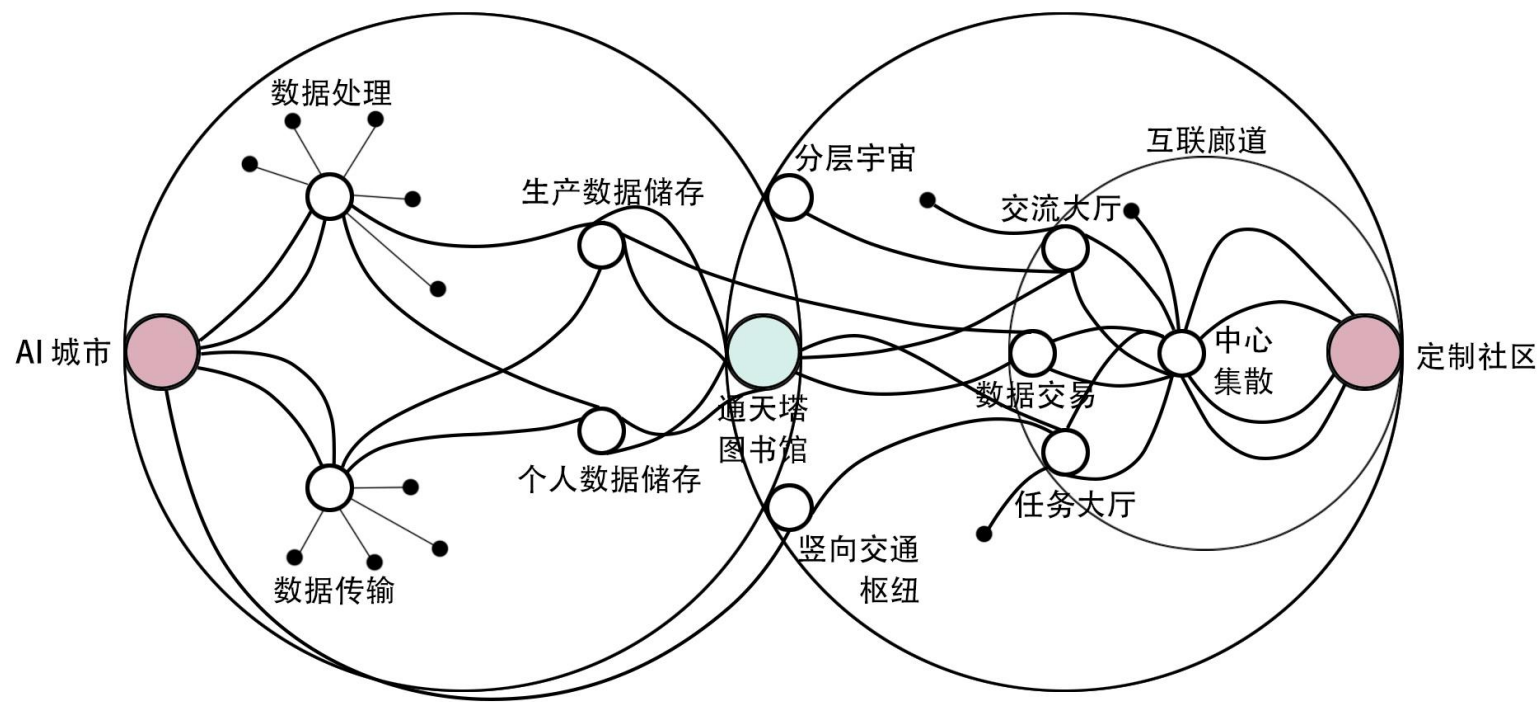 数据处理
互联廊道
分层宇宙
生产数据储存
交流大厅
AI 城市
中心
集散
定制社区
数据交易
通天塔
图书馆
个人数据储存
任务大厅
竖向交通
枢纽
数据传输